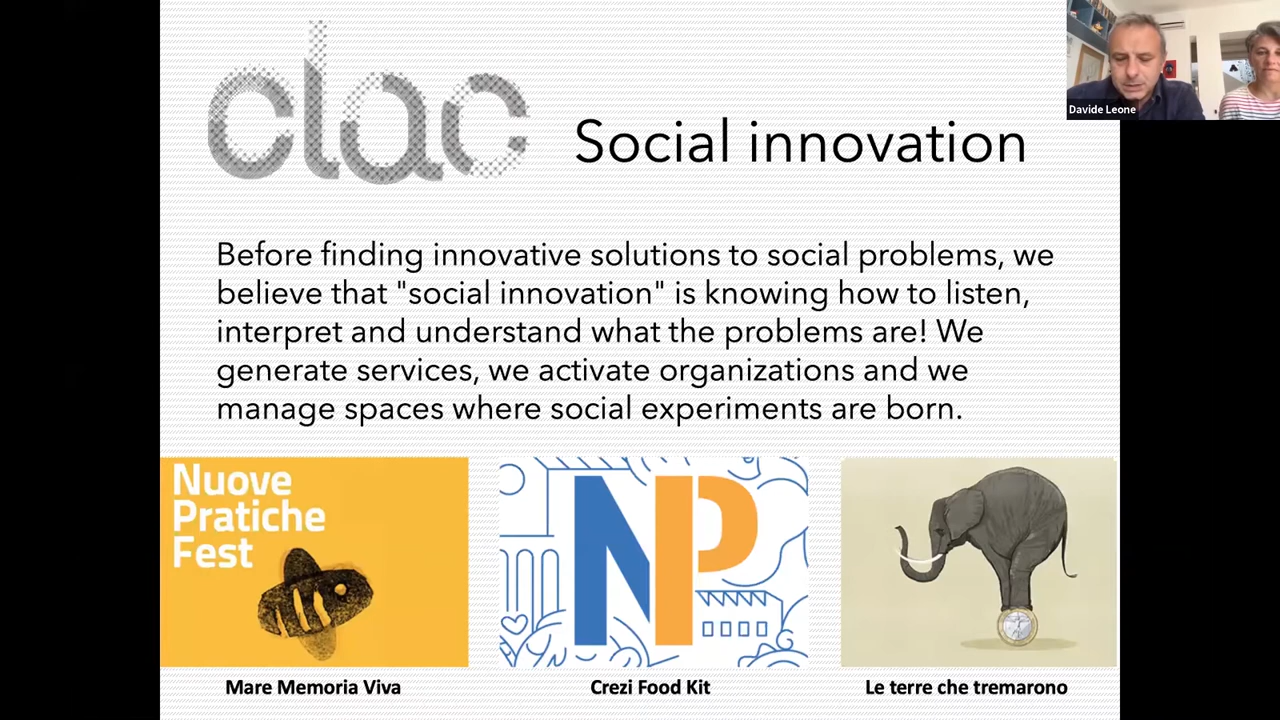 clac
Social innovation
Davide Leone
Before finding innovative solutions to social problems, we
believe that "social innovation" is knowing how to listen,
interpret and understand what the problems are! We
generate services, we activate organizations and we
manage spaces where social experiments are born.
Nuove
Pratiche
Fest
NP
Mare Memoria Viva
Crezi Food Kit
Le terre che tremarono